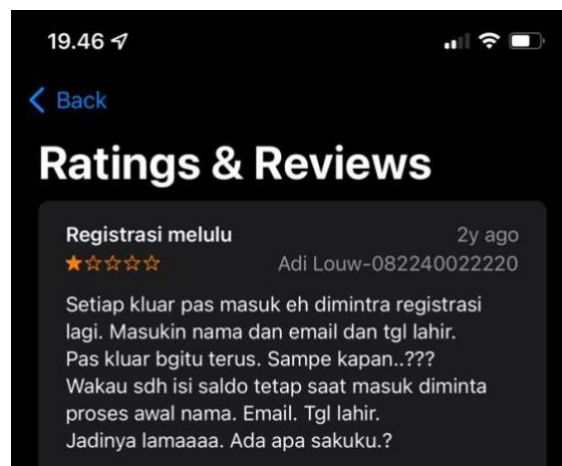 19.46
Back
Ratings & Reviews
Registrasi melulu
2y ago
Adi Louw-082240022220
Setiap kluar pas masuk eh dimintra registrasi
lagi. Masukin nama dan email dan tgl lahir.
Pas kluar bgitu terus. Sampe kapan..???
Wakau sdh isi saldo tetap saat masuk diminta
proses awal nama. Email. Tgl lahir.
Jadinya lamaaaa. Ada apa sakuku.?